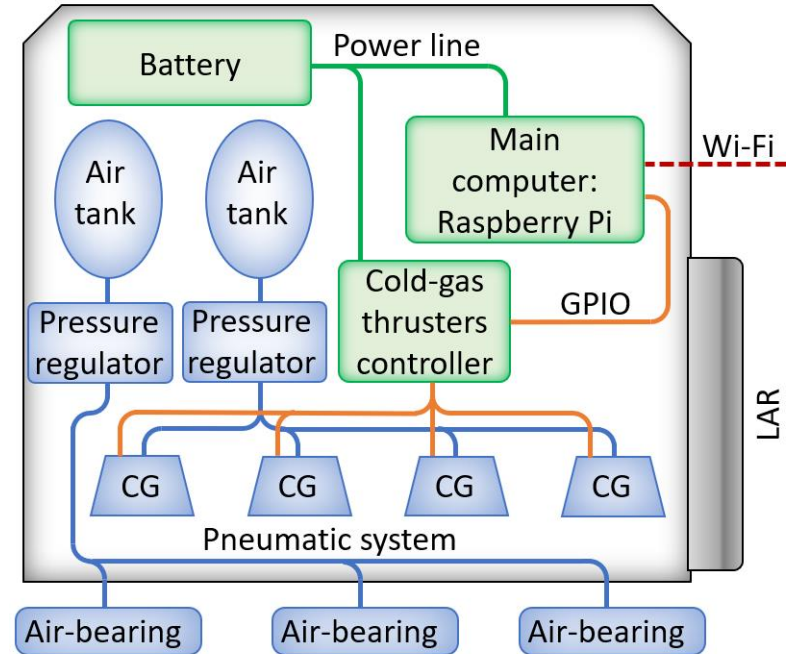 Battery
Power line
Main
computer:
Raspberry Pi
Wi-Fi
Air
tank
Air
tank
Cold-gas
thrusters
controller
GPIO
Pressure
regulator
Pressure
regulator
LAR
CG
CG
CG
CG
Pneumatic system
Air-bearing
Air-bearing
Air-bearing